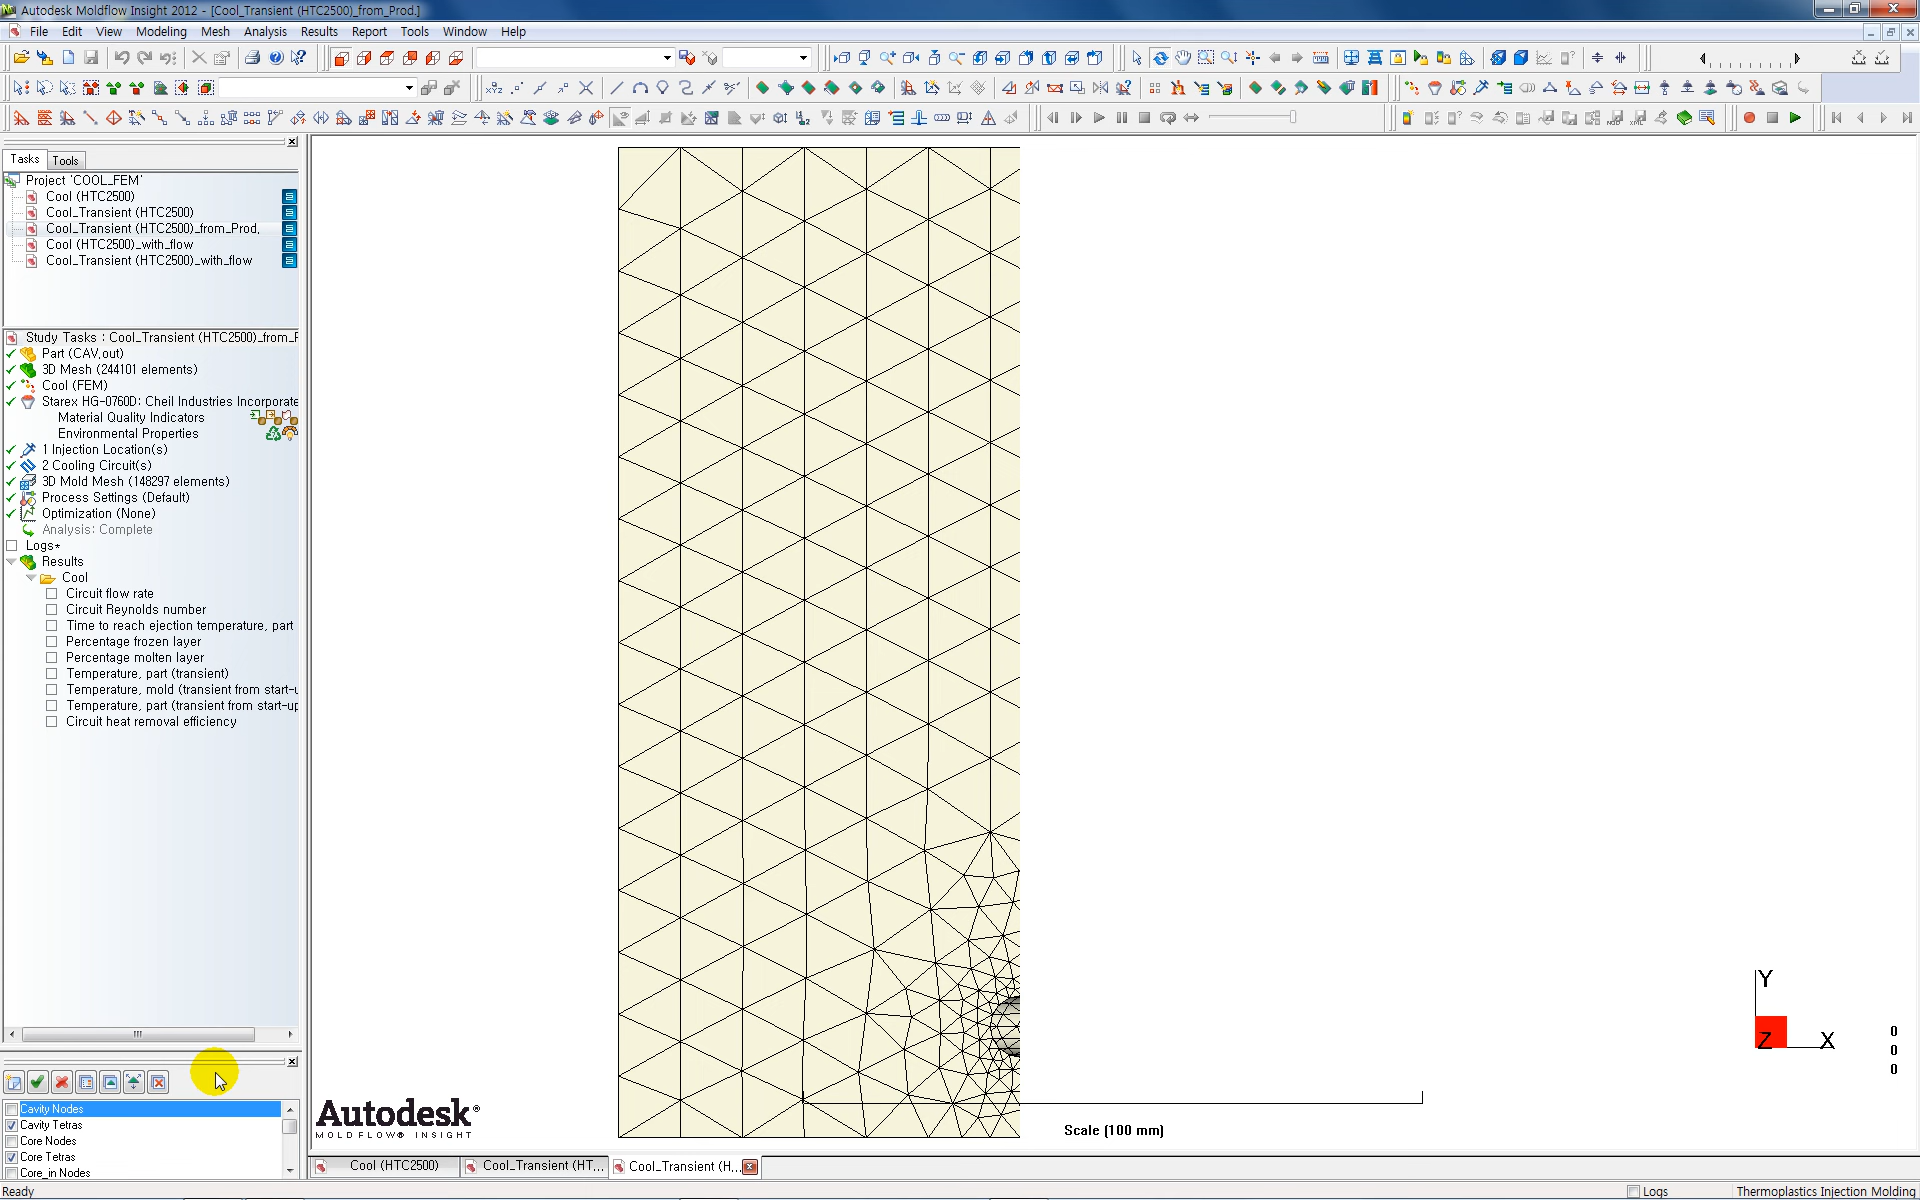 Autodesk Moldflow Insight 2012 - [Cool_Transient (HTC2500)_from_Prod.]
File Edit View Modeling Mesh Analysis Results Report Tools Window Help
Tasks Tools
Project 'COOL_FEM'
Cool (HTC2500)
Cool_Transient (HTC2500)
Cool_Transient (HTC2500)_from_Prod.
Cool (HTC2500)_with_flow
Cool_Transient (HTC2500)_with_flow
Study Tasks : Cool_Transient (HTC2500)_from_F
Part (CAV.out)
3D Mesh (244101 elements)
Cool (FEM)
Starex HG-0760D: Cheil Industries Incorporate
Material Quality Indicators
Environmental Properties
1 Injection Location(s)
2 Cooling Circuit(s)
3D Mold Mesh (148297 elements)
Process Settings (Default)
Optimization (None)
Analysis: Complete
Logs*
Results
Cool
Circuit flow rate
Circuit Reynolds number
Time to reach ejection temperature, part
Percentage frozen layer
Percentage molten layer
Temperature, part (transient)
Temperature, mold (transient from start-u
Temperature, part (transient from start-up
Circuit heat removal efficiency
Cavity Nodes
Cavity Tetras
Core Nodes
Core Tetras
Core_in Nodes
Autodesk®
MOLDFLOW® INSIGHT
Scale (100 mm)
Y
Z X
0
0
0
Cool (HTC2500) Cool_Transient (HT... Cool_Transient (H...
Ready Logs Thermoplastics Injection Molding